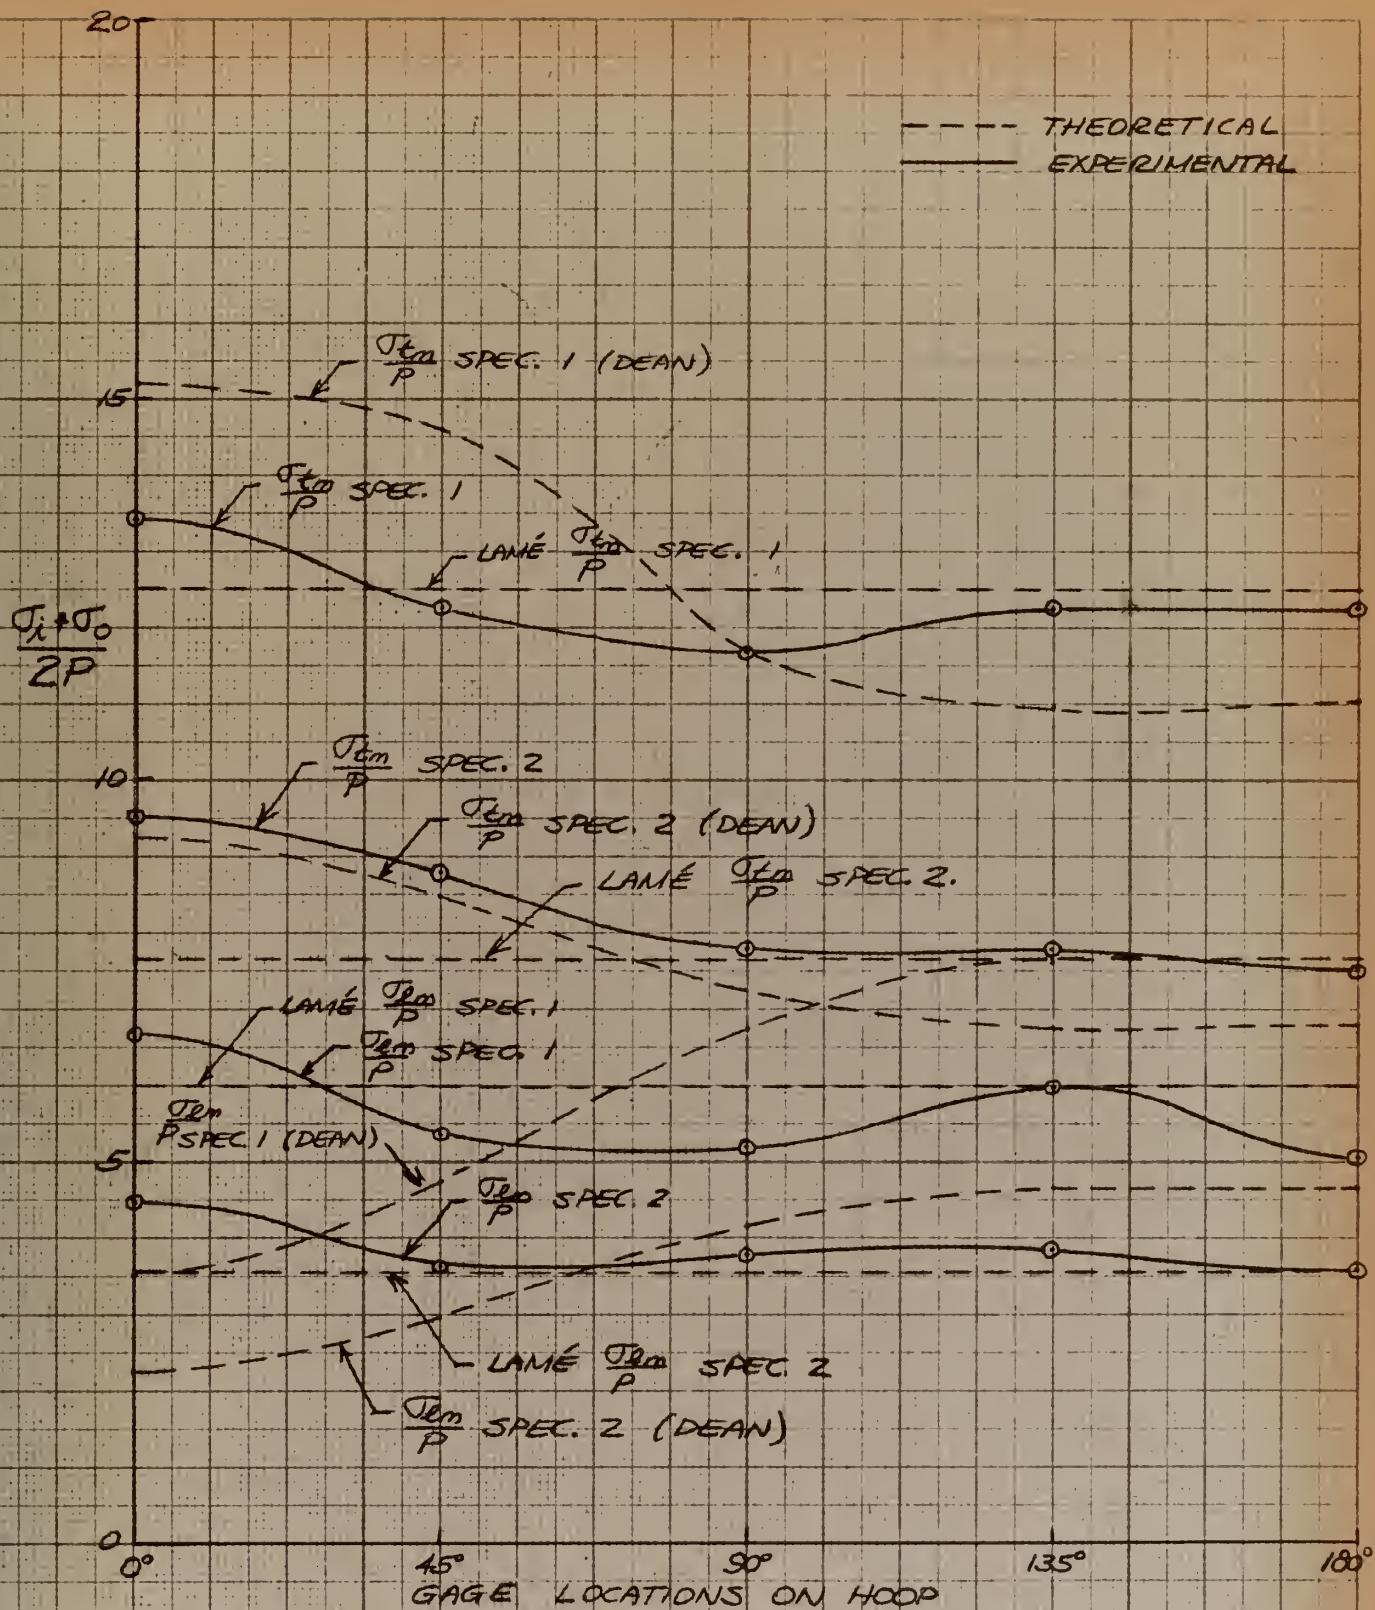 20
--- THEORETICAL
— EXPERIMENTAL
σtm/P SPEC. 1 (DEAN)
15
σtm/P SPEC. 1
LAMÉ σtm/P SPEC. 1
σi+σo/2P
σtm/P SPEC. 2
10
σtm/P SPEC. 2 (DEAN)
LAMÉ σtm/P SPEC. 2.
LAMÉ σlm/P SPEC. 1
σlm/P SPEC. 1
σlm/P SPEC. 1 (DEAN)
5
σlm/P SPEC. 2
LAMÉ σlm/P SPEC. 2
σlm/P SPEC. 2 (DEAN)
0
0° 45° 90° 135° 180°
GAGE LOCATIONS ON HOOP